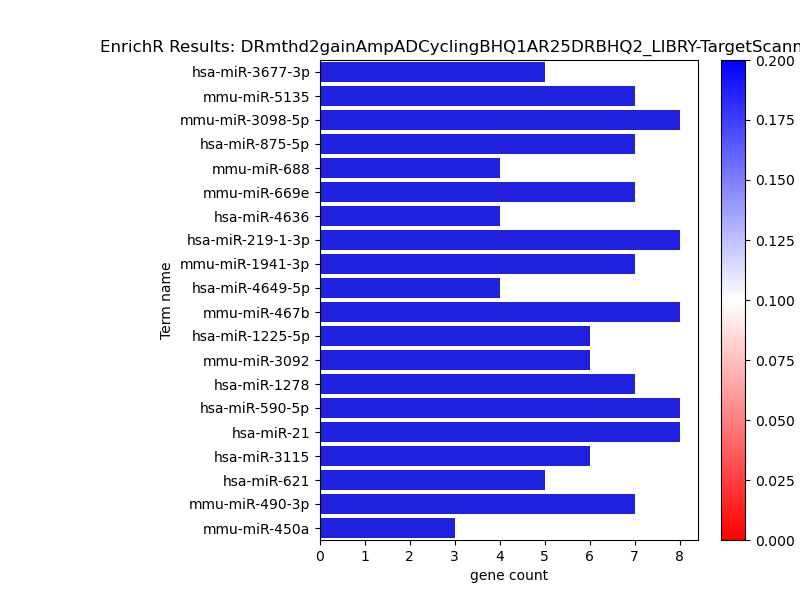 EnrichR Results: DRmthd2gainAmpADCyclingBHQ1AR25DRBHQ2_LIBRY-TargetScann
hsa-miR-3677-3p
mmu-miR-5135
mmu-miR-3098-5p
hsa-miR-875-5p
mmu-miR-688
mmu-miR-669e
hsa-miR-4636
hsa-miR-219-1-3p
mmu-miR-1941-3p
hsa-miR-4649-5p
mmu-miR-467b
hsa-miR-1225-5p
mmu-miR-3092
hsa-miR-1278
hsa-miR-590-5p
hsa-miR-21
hsa-miR-3115
hsa-miR-621
mmu-miR-490-3p
mmu-miR-450a
Term name
0 1 2 3 4 5 6 7 8
gene count
0.200
0.175
0.150
0.125
0.100
0.075
0.050
0.025
0.000